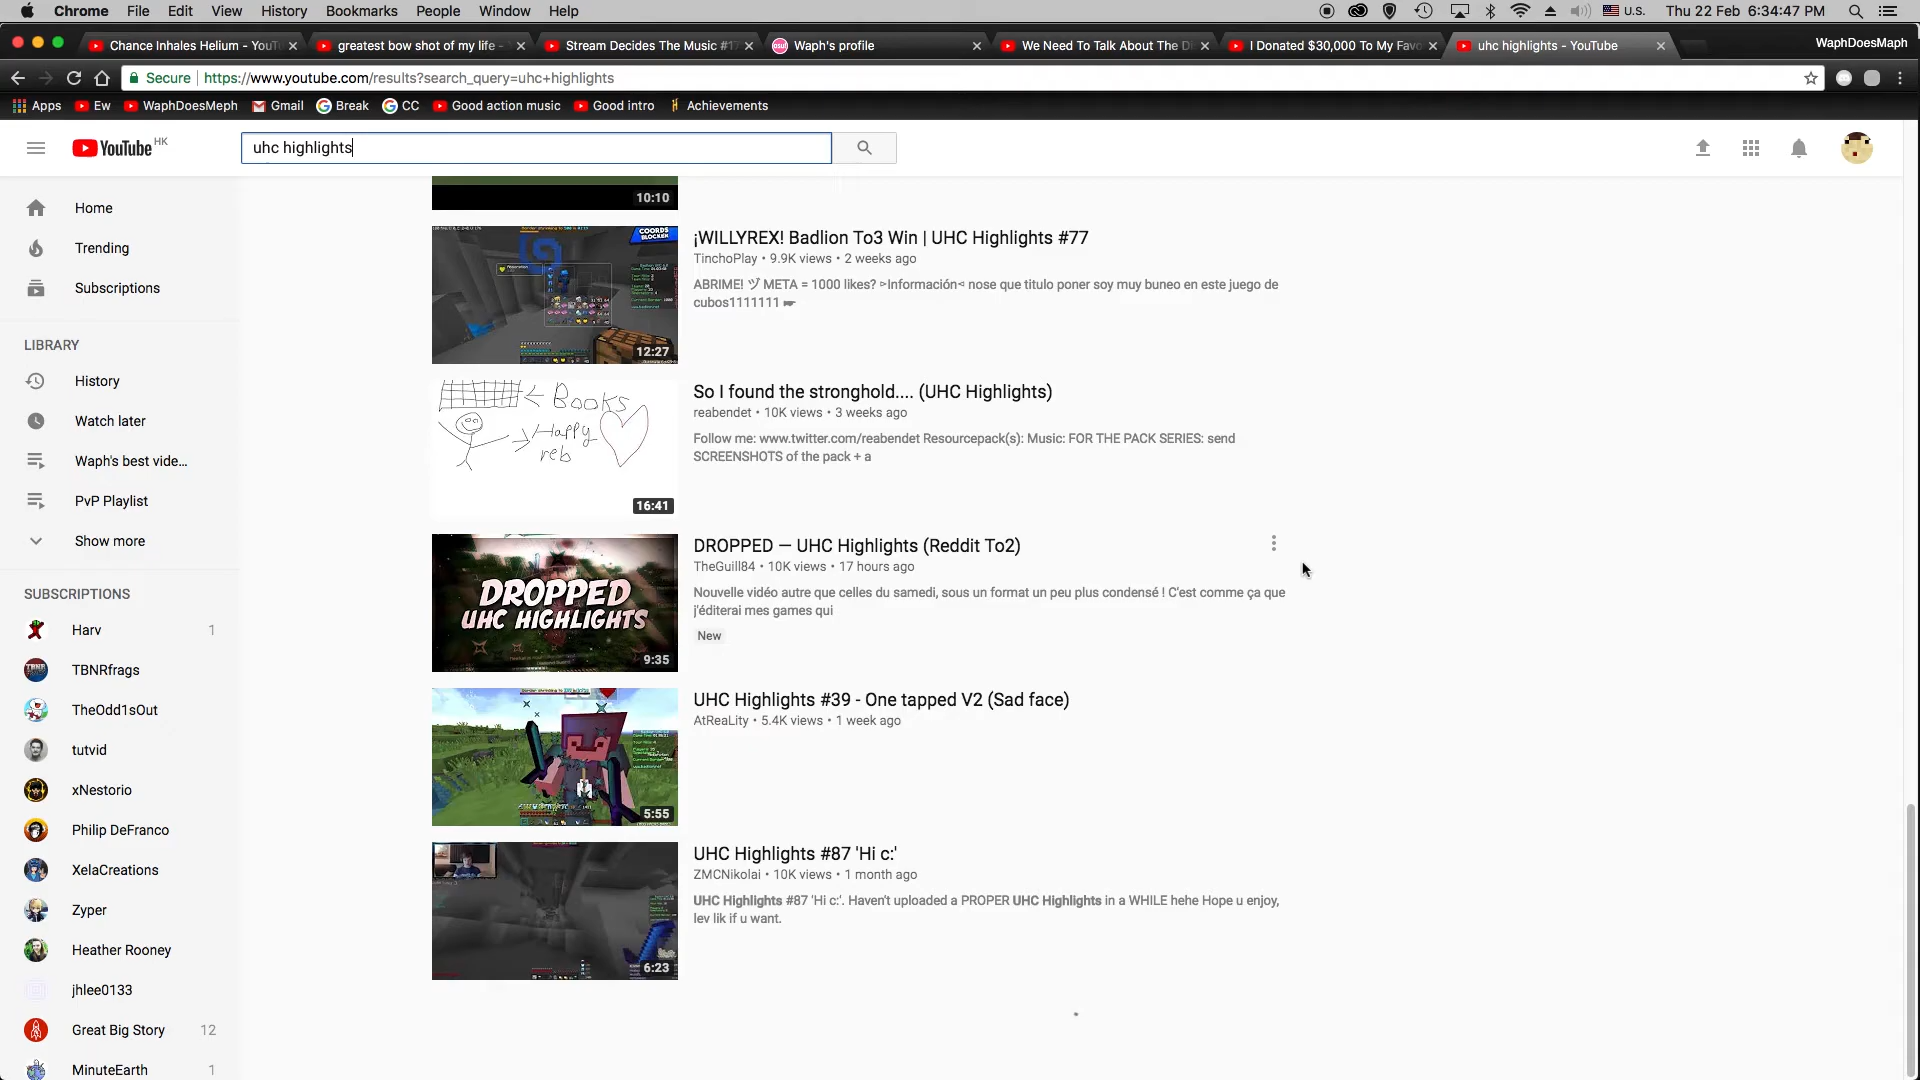 Chrome File Edit View History Bookmarks People Window Help U.S. Thu 22 Feb 6:34:47 PM
Chance Inhales Helium - YouT
greatest bow shot of my life -
Stream Decides The Music #1
Waph's profile
We Need To Talk About The D
I Donated $30,000 To My Favo
uhc highlights - YouTube
WaphDoesMaph
Secure https://www.youtube.com/results?search_query=uhc+highlights
Apps Ew WaphDoesMeph Gmail Break CC Good action music Good intro Achievements
YouTube HK
uhc highlights
Home
Trending
Subscriptions
LIBRARY
History
Watch later
Waph's best vide...
PvP Playlist
Show more
SUBSCRIPTIONS
Harv 1
TBNRfrags
TheOdd1sOut
tutvid
xNestorio
Philip DeFranco
XelaCreations
Zyper
Heather Rooney
jhlee0133
Great Big Story 12
MinuteEarth 1
10:10
COORDS
BLOCKEN
12:27
¡WILLYREX! Badlion To3 Win | UHC Highlights #77
TinchoPlay • 9.9K views • 2 weeks ago
ABRIME! ヅ META = 1000 likes? ⊳Información⊲ nose que titulo poner soy muy buneo en este juego de
cubos1111111 ☛
Books
Happy
reb
16:41
So I found the stronghold.... (UHC Highlights)
reabendet • 10K views • 3 weeks ago
Follow me: www.twitter.com/reabendet Resourcepack(s): Music: FOR THE PACK SERIES: send
SCREENSHOTS of the pack + a
DROPPED
UHC HIGHLIGHTS
9:35
DROPPED — UHC Highlights (Reddit To2)
TheGuill84 • 10K views • 17 hours ago
Nouvelle vidéo autre que celles du samedi, sous un format un peu plus condensé ! C'est comme ça que
j'éditerai mes games qui
New
5:55
UHC Highlights #39 - One tapped V2 (Sad face)
AtReaLity • 5.4K views • 1 week ago
6:23
UHC Highlights #87 'Hi c:'
ZMCNikolai • 10K views • 1 month ago
UHC Highlights #87 'Hi c:'. Haven't uploaded a PROPER UHC Highlights in a WHILE hehe Hope u enjoy,
lev lik if u want.